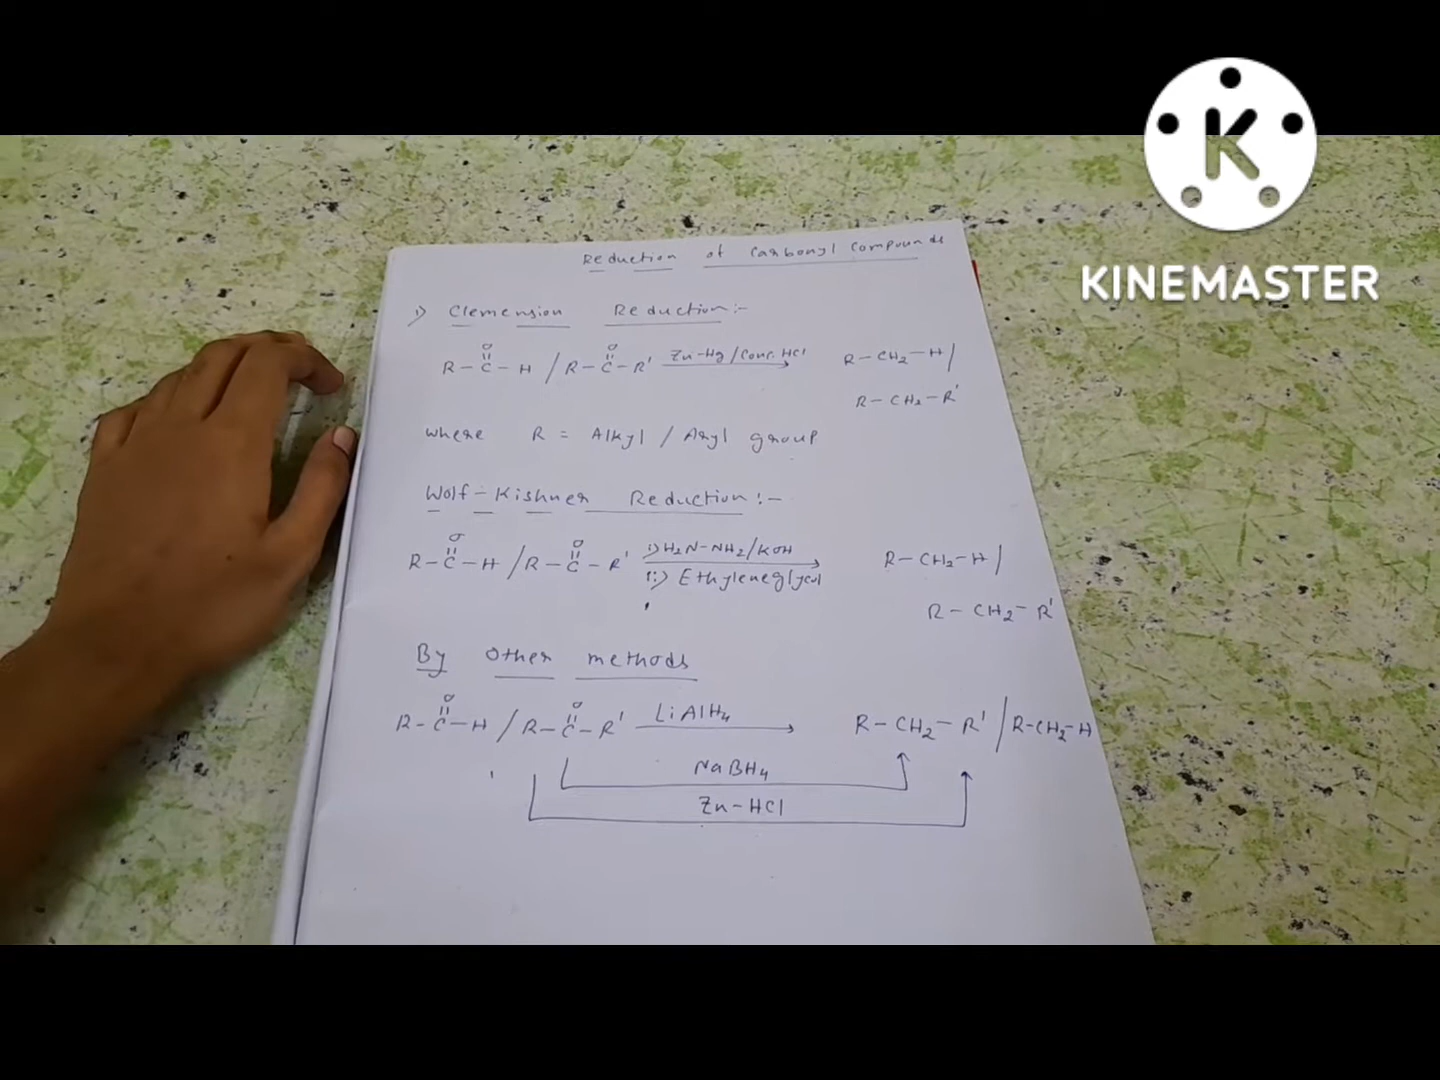 K
KINEMASTER
Reduction of Carbonyl Compounds
1) Clemension Reduction:-
O O
R-C-H / R-C-R' Zn-Hg/Conc. HCl R-CH2-H /
R-CH2-R'
where R = Alkyl / Aryl group
Wolf-Kishner Reduction:-
O O
R-C-H / R-C-R' i) H2N-NH2/KOH R-CH2-H /
ii) Ethyleneglycol
R-CH2-R'
By other methods
O O
R-C-H / R-C-R' LiAlH4 R-CH2-R' / R-CH2-H
NaBH4
Zn-HCl